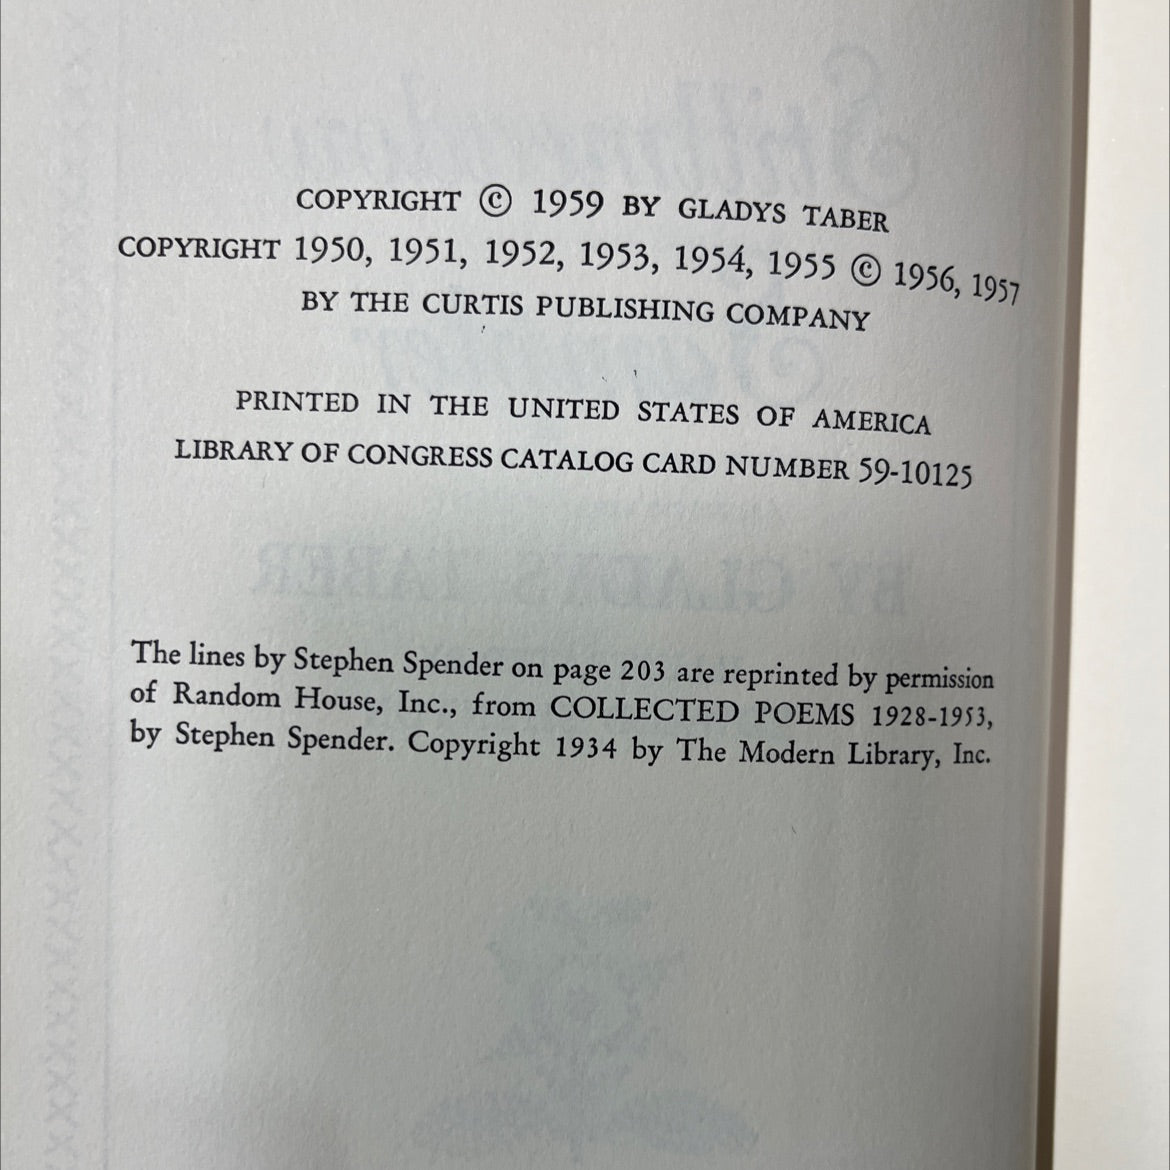 COPYRIGHT © 1959 BY GLADYS TABER
COPYRIGHT 1950, 1951, 1952, 1953, 1954, 1955 © 1956, 1957
BY THE CURTIS PUBLISHING COMPANY
PRINTED IN THE UNITED STATES OF AMERICA
LIBRARY OF CONGRESS CATALOG CARD NUMBER 59-10125
BY GLADYS TABER
The lines by Stephen Spender on page 203 are reprinted by permission
of Random House, Inc., from COLLECTED POEMS 1928-1953,
by Stephen Spender. Copyright 1934 by The Modern Library, Inc.